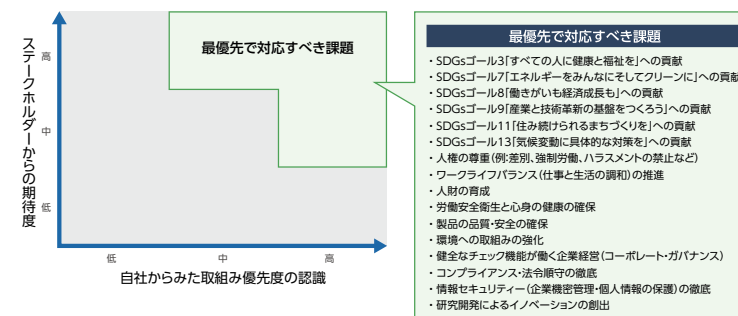 ステークホルダーからの期待度
高
中
低
最優先で対応すべき課題
低
中
高
自社からみた取組み優先度の認識
最優先で対応すべき課題
・SDGsゴール3「すべての人に健康と福祉を」への貢献
・SDGsゴール7「エネルギーをみんなにそしてクリーンに」への貢献
・SDGsゴール8「働きがいも経済成長も」への貢献
・SDGsゴール9「産業と技術革新の基盤をつくろう」への貢献
・SDGsゴール11「住み続けられるまちづくりを」への貢献
・SDGsゴール13「気候変動に具体的な対策を」への貢献
・人権の尊重(例:差別、強制労働、ハラスメントの禁止など)
・ワークライフバランス(仕事と生活の調和)の推進
・人財の育成
・労働安全衛生と心身の健康の確保
・製品の品質・安全の確保
・環境への取組みの強化
・健全なチェック機能が働く企業経営(コーポレート・ガバナンス)
・コンプライアンス・法令順守の徹底
・情報セキュリティー(企業機密管理・個人情報の保護)の徹底
・研究開発によるイノベーションの創出